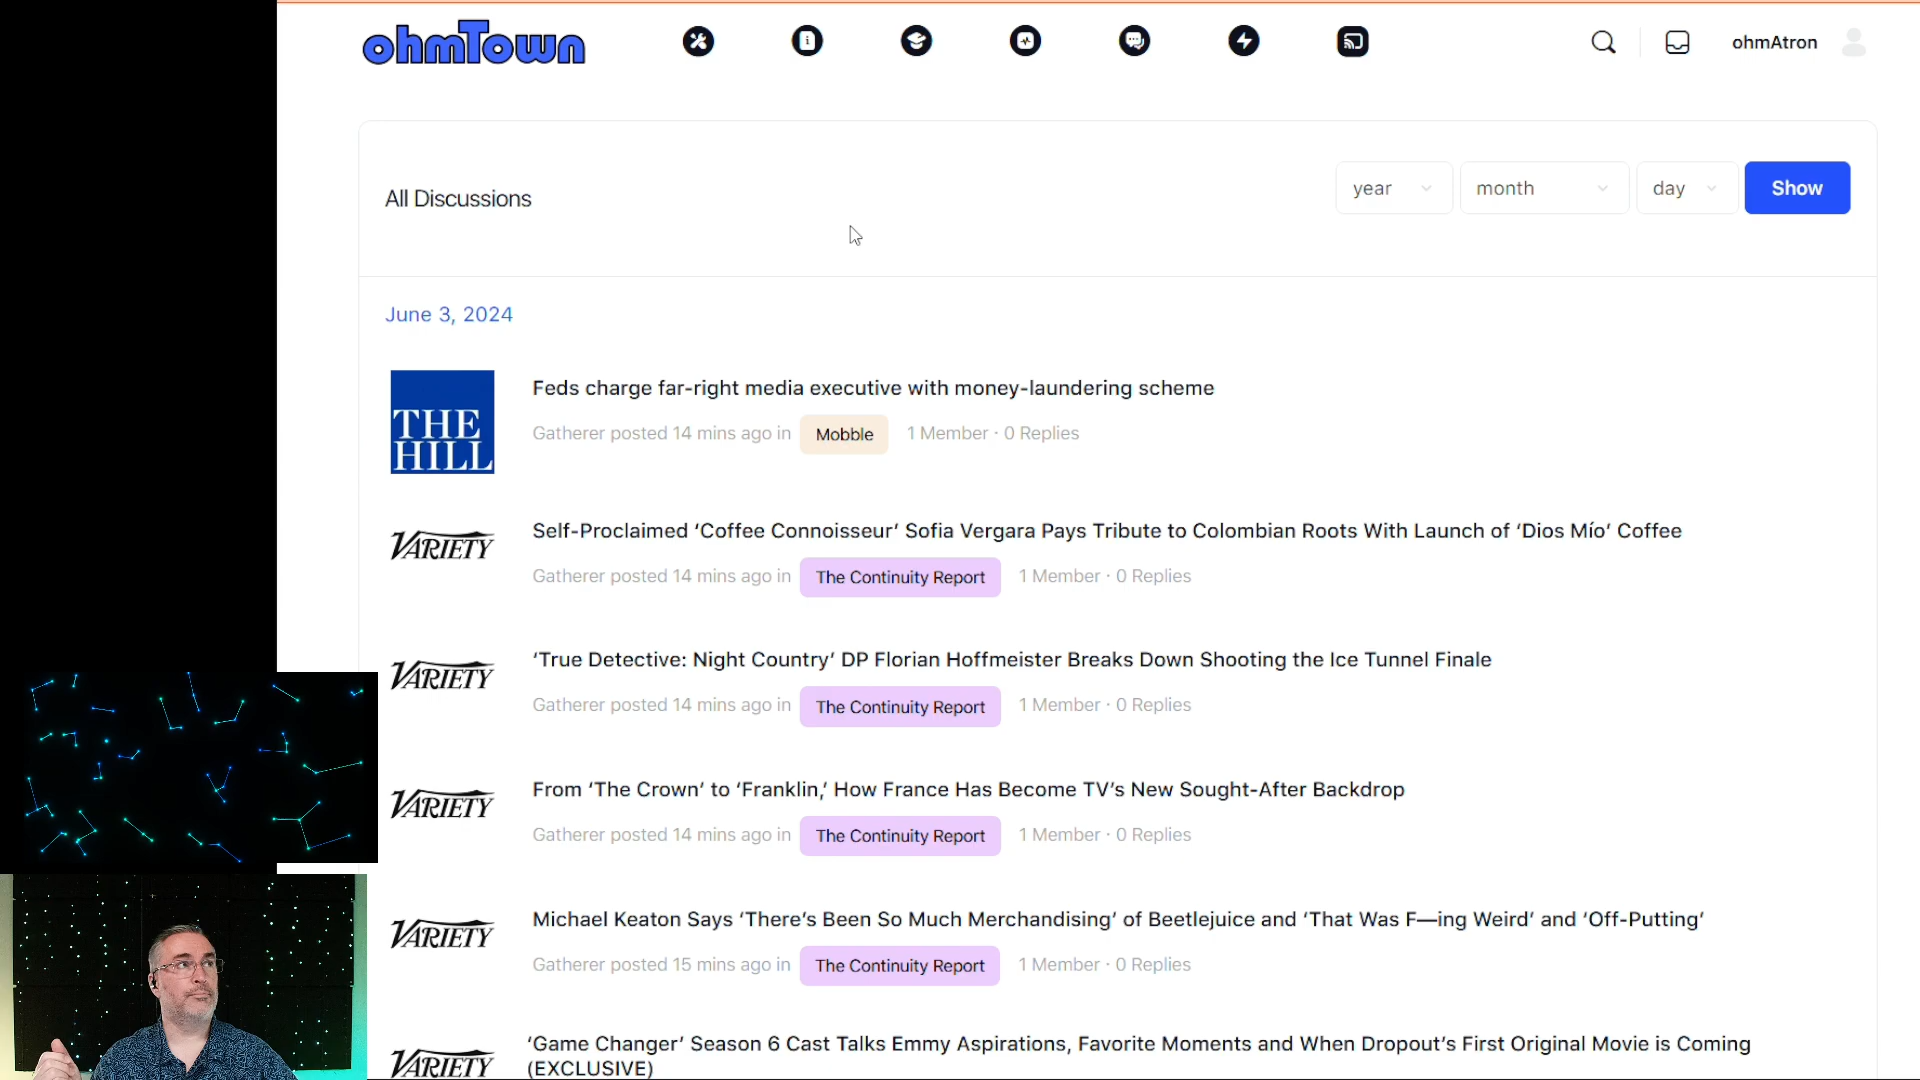 ohmTown
ohmAtron
All Discussions
year
month
day
Show
June 3, 2024
THE
HILL
Feds charge far-right media executive with money-laundering scheme
Gatherer posted 14 mins ago in Mobble 1 Member · 0 Replies
VARIETY
Self-Proclaimed ‘Coffee Connoisseur’ Sofia Vergara Pays Tribute to Colombian Roots With Launch of ‘Dios Mío’ Coffee
Gatherer posted 14 mins ago in The Continuity Report 1 Member · 0 Replies
VARIETY
‘True Detective: Night Country’ DP Florian Hoffmeister Breaks Down Shooting the Ice Tunnel Finale
Gatherer posted 14 mins ago in The Continuity Report 1 Member · 0 Replies
VARIETY
From ‘The Crown’ to ‘Franklin,’ How France Has Become TV’s New Sought-After Backdrop
Gatherer posted 14 mins ago in The Continuity Report 1 Member · 0 Replies
VARIETY
Michael Keaton Says ‘There’s Been So Much Merchandising’ of Beetlejuice and ‘That Was F—ing Weird’ and ‘Off-Putting’
Gatherer posted 15 mins ago in The Continuity Report 1 Member · 0 Replies
VARIETY
‘Game Changer’ Season 6 Cast Talks Emmy Aspirations, Favorite Moments and When Dropout’s First Original Movie is Coming
(EXCLUSIVE)